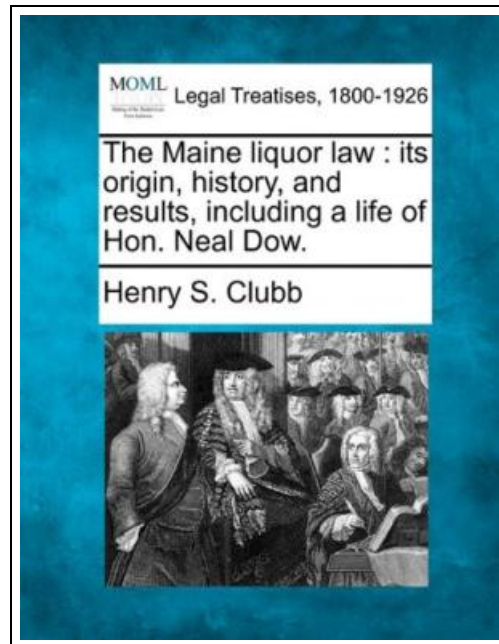 MOML
Legal Treatises, 1800-1926
The Maine liquor law : its
origin, history, and
results, including a life of
Hon. Neal Dow.
Henry S. Clubb